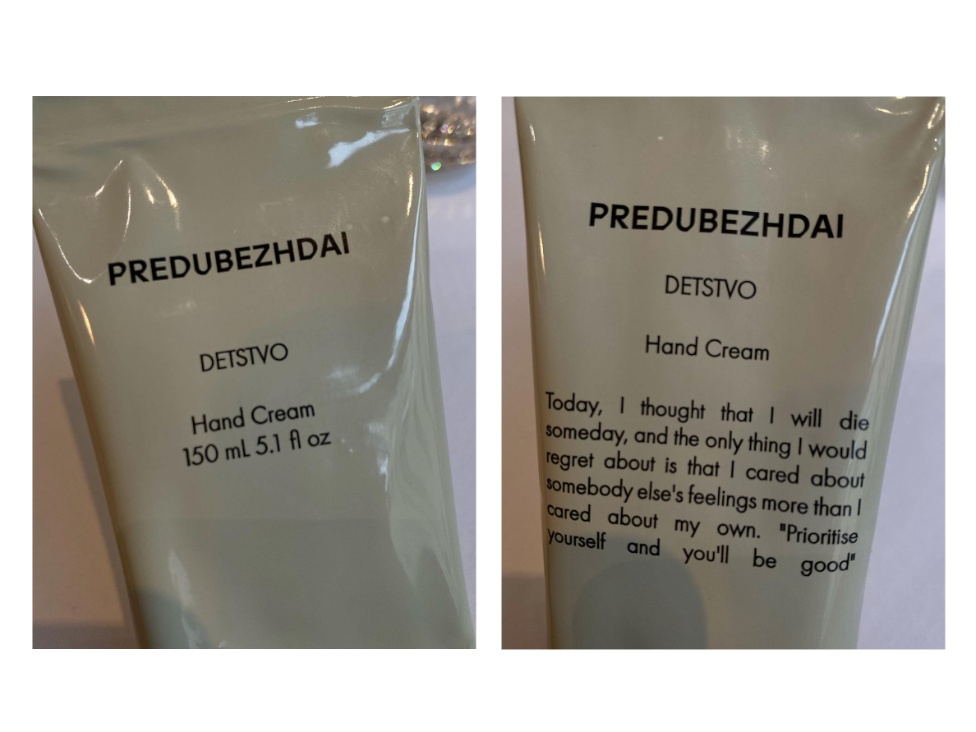 PREDUBEZHDAI
DETSTVO
Hand Cream
150 mL 5.1 fl oz
PREDUBEZHDAI
DETSTVO
Hand Cream
Today, I thought that I will die
someday, and the only thing I would
regret about is that I cared about
somebody else's feelings more than I
cared about my own. "Prioritise
yourself and you'll be good"